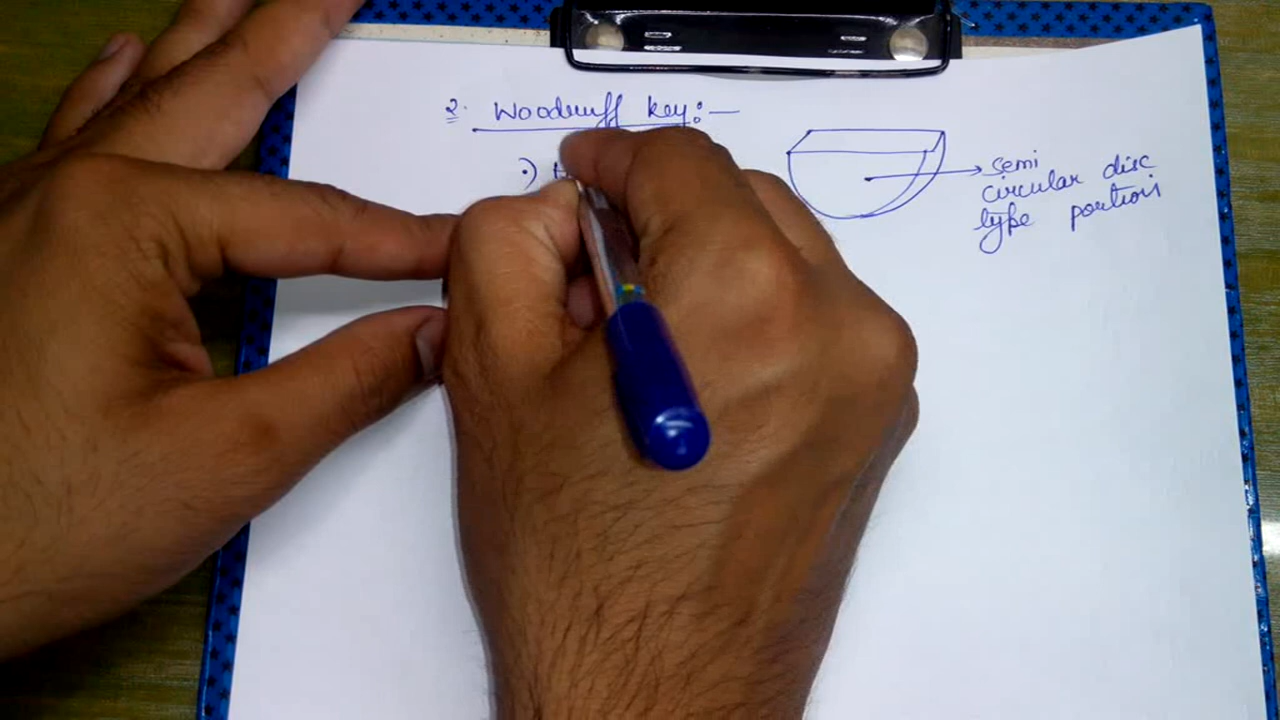 2. Woodruff key:—
•)
semi
circular disc
type portion